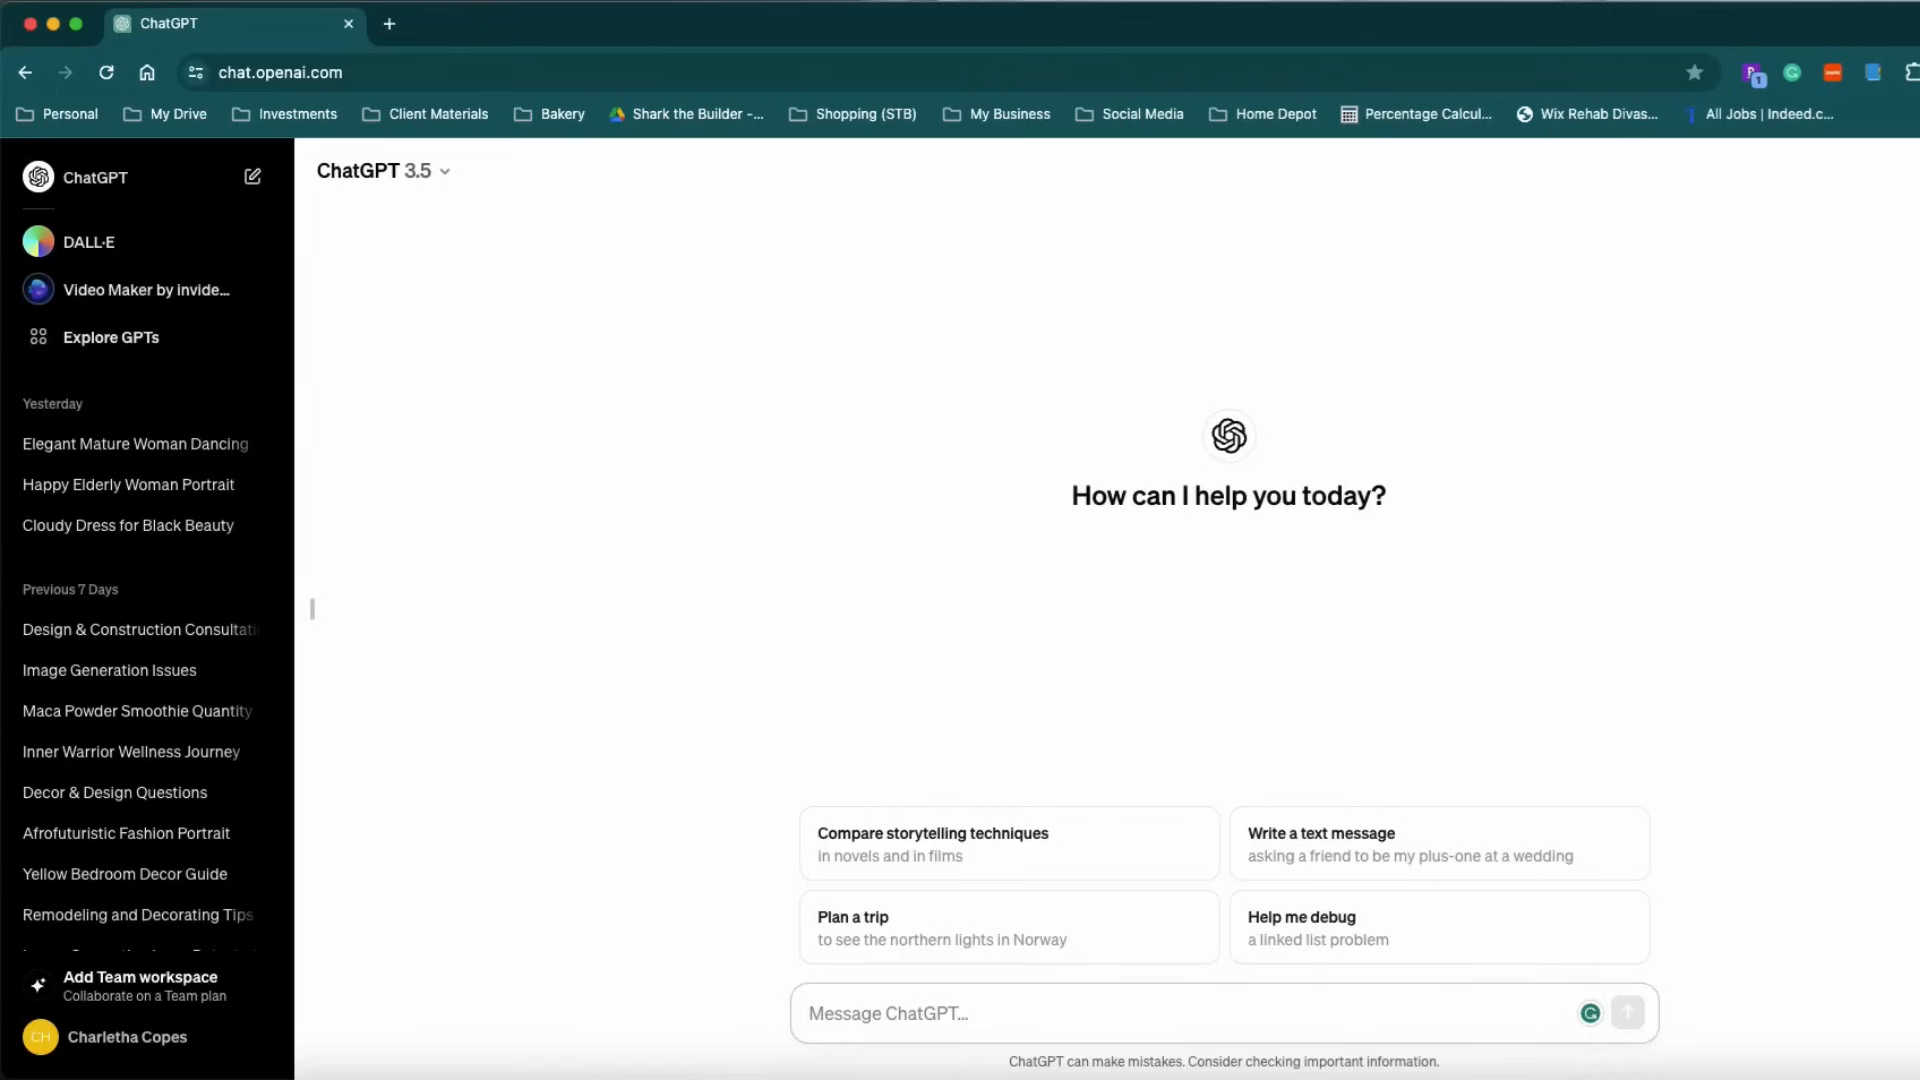 ChatGPT
chat.openai.com
1
Personal
My Drive
Investments
Client Materials
Bakery
Shark the Builder -...
Shopping (STB)
My Business
Social Media
Home Depot
Percentage Calcul...
Wix Rehab Divas...
All Jobs | Indeed.c...
ChatGPT
DALL·E
Video Maker by invide...
Explore GPTs
Yesterday
Elegant Mature Woman Dancing
Happy Elderly Woman Portrait
Cloudy Dress for Black Beauty
Previous 7 Days
Design & Construction Consultati
Image Generation Issues
Maca Powder Smoothie Quantity
Inner Warrior Wellness Journey
Decor & Design Questions
Afrofuturistic Fashion Portrait
Yellow Bedroom Decor Guide
Remodeling and Decorating Tips
Add Team workspace
Collaborate on a Team plan
CH
Charletha Copes
ChatGPT 3.5
How can I help you today?
Compare storytelling techniques
in novels and in films
Write a text message
asking a friend to be my plus-one at a wedding
Plan a trip
to see the northern lights in Norway
Help me debug
a linked list problem
Message ChatGPT...
ChatGPT can make mistakes. Consider checking important information.